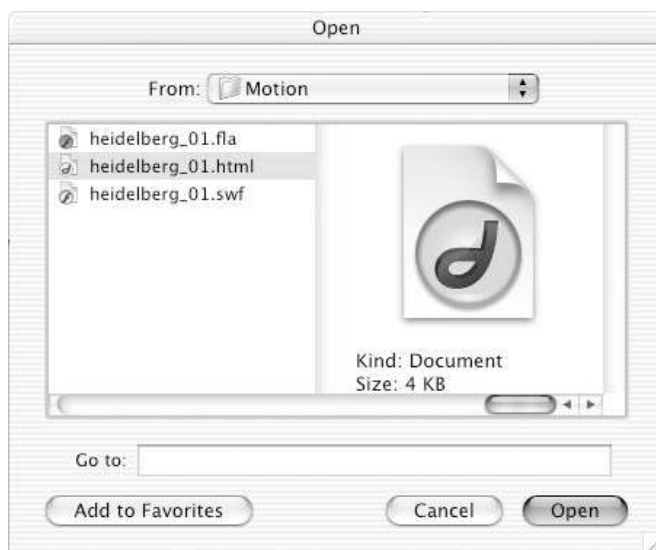 Open
From: Motion
heidelberg_01.fla
heidelberg_01.html
heidelberg_01.swf
Kind: Document
Size: 4 KB
Go to:
Add to Favorites Cancel Open